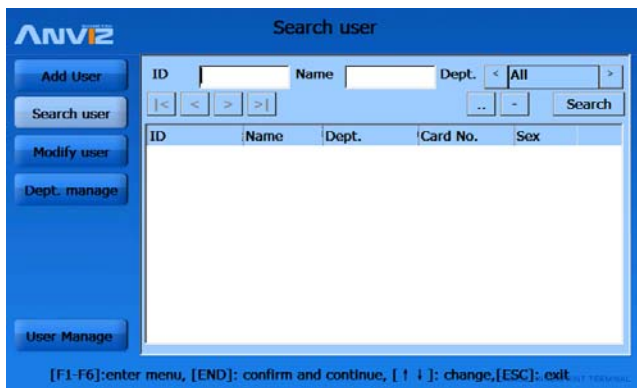 ANViZ
Search user
Add User
Search user
Modify user
Dept. manage
User Manage
ID Name Dept. < All >
|< < > >| .. - Search
ID Name Dept. Card No. Sex
[F1-F6]:enter menu, [END]: confirm and continue, [ ↑ ↓ ]: change,[ESC]: exit